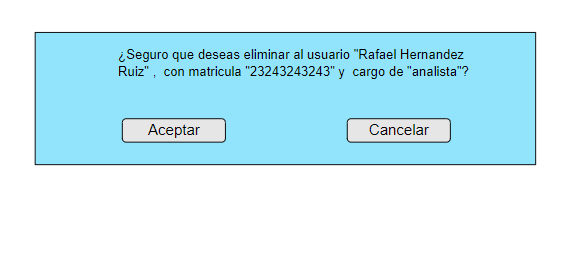 ¿Seguro que deseas eliminar al usuario "Rafael Hernandez
Ruiz" ,  con matricula "23243243243" y  cargo de "analista"?
Aceptar Cancelar